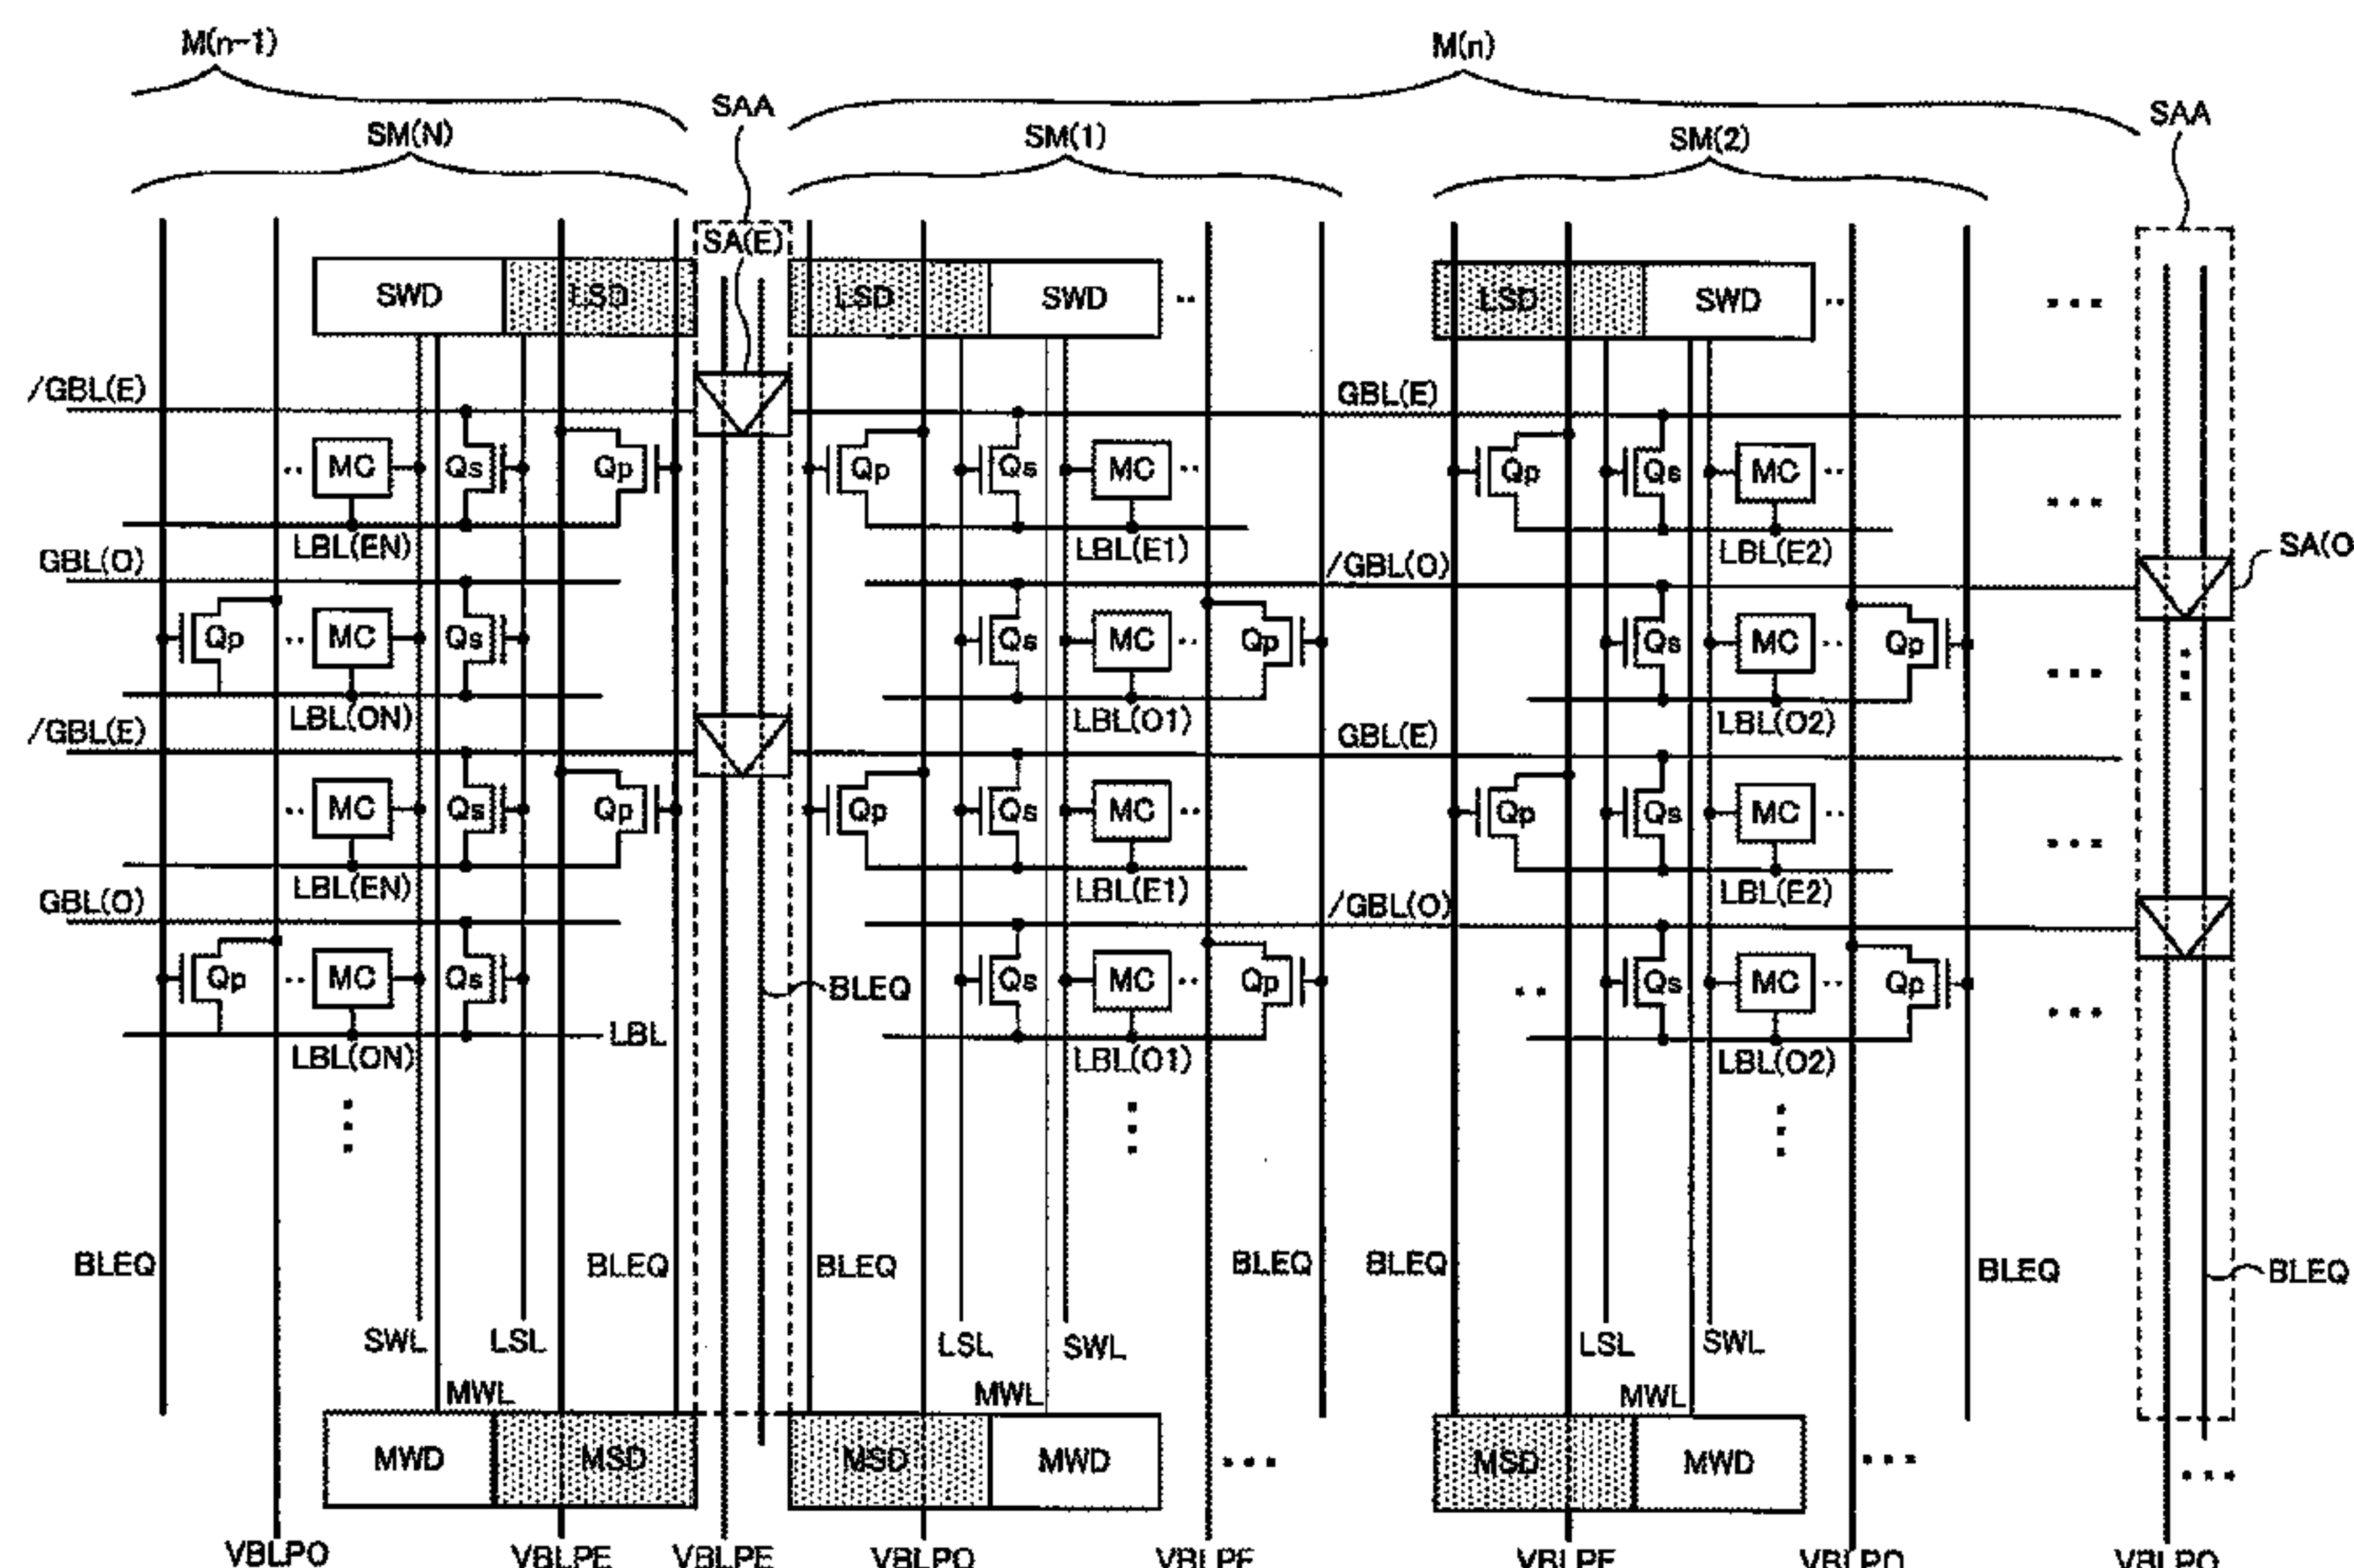 M(n-1) M(n)
SAA SAA
SM(N) SM(1) SM(2)
SA(E)
SWD LSD LSD SWD ‥ LSD SWD ‥ ...
/GBL(E) GBL(E)
‥ MC Qs Qp Qp Qs MC ‥ Qp Qs MC ‥ ...
LBL(EN) LBL(E1) LBL(E2) SA(O
GBL(O) /GBL(O)
Qp ‥ MC Qs Qs MC ‥ Qp Qs MC ‥ Qp ...
LBL(ON) LBL(O1) LBL(O2)
/GBL(E) GBL(E)
‥ MC Qs Qp Qp Qs MC ‥ Qp Qs MC ‥ ...
LBL(EN) LBL(E1) LBL(E2)
GBL(O) /GBL(O)
Qp ‥ MC Qs BLEQ Qs MC ‥ Qp ‥ Qs MC ‥ Qp ...
LBL
LBL(ON) LBL(O1) LBL(O2)
BLEQ BLEQ BLEQ BLEQ BLEQ BLEQ BLEQ
SWL LSL LSL SWL LSL SWL
MWL MWL MWL
MWD MSD MSD MWD ... MSD MWD ... ...
VBLPO VBLPE VBLPE VBLPO VBLPE VBLPE VBLPO VBLPO